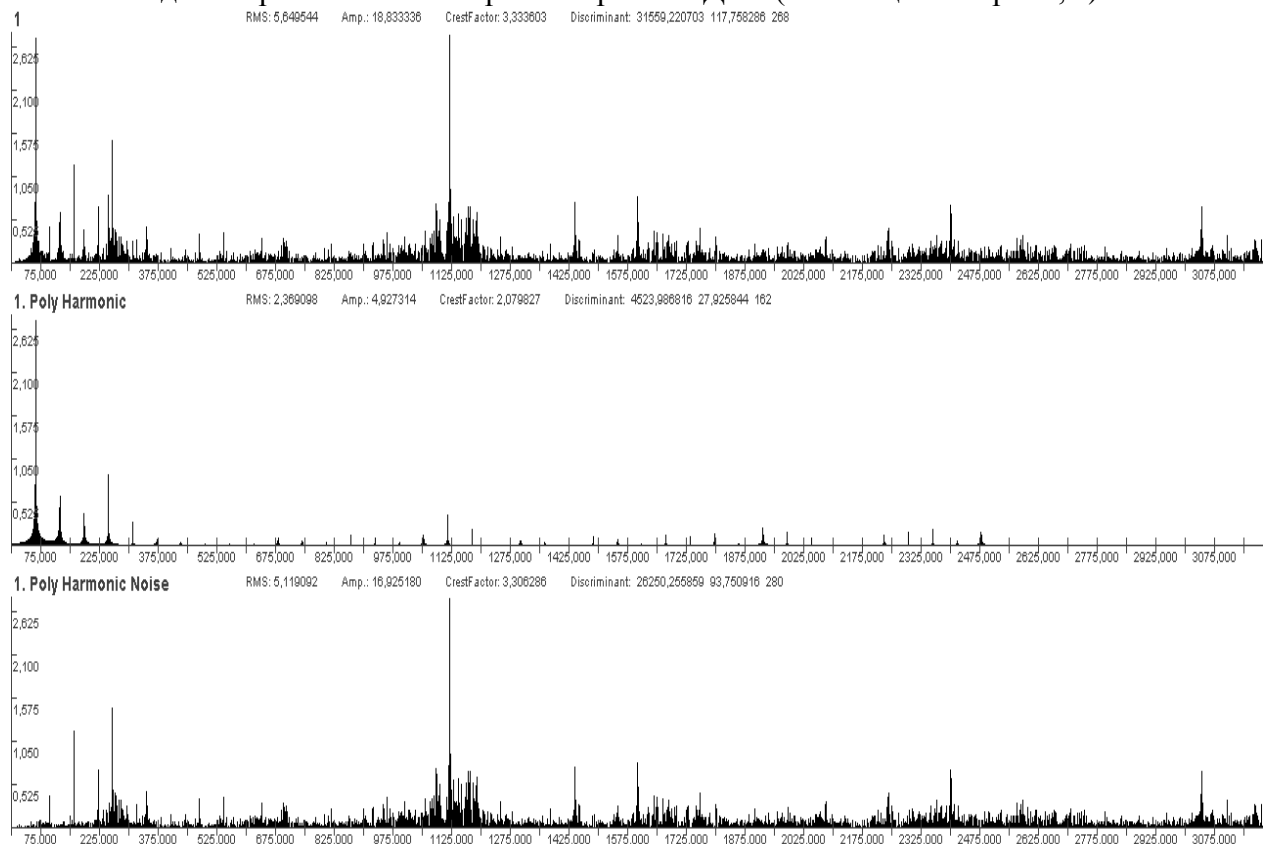 1 RMS: 5,649544 Amp.: 18,833336 CrestFactor: 3,333603 Discriminant: 31559,220703 117,758286 268
2,625
2,100
1,575
1,050
0,525
75,000 225,000 375,000 525,000 675,000 825,000 975,000 1125,000 1275,000 1425,000 1575,000 1725,000 1875,000 2025,000 2175,000 2325,000 2475,000 2625,000 2775,000 2925,000 3075,000
1. Poly Harmonic RMS: 2,369098 Amp.: 4,927314 CrestFactor: 2,079827 Discriminant: 4523,986816 27,925844 162
2,625
2,100
1,575
1,050
0,525
75,000 225,000 375,000 525,000 675,000 825,000 975,000 1125,000 1275,000 1425,000 1575,000 1725,000 1875,000 2025,000 2175,000 2325,000 2475,000 2625,000 2775,000 2925,000 3075,000
1. Poly Harmonic Noise RMS: 5,119092 Amp.: 16,925180 CrestFactor: 3,306286 Discriminant: 26250,255859 93,750916 280
2,625
2,100
1,575
1,050
0,525
75,000 225,000 375,000 525,000 675,000 825,000 975,000 1125,000 1275,000 1425,000 1575,000 1725,000 1875,000 2025,000 2175,000 2325,000 2475,000 2625,000 2775,000 2925,000 3075,000